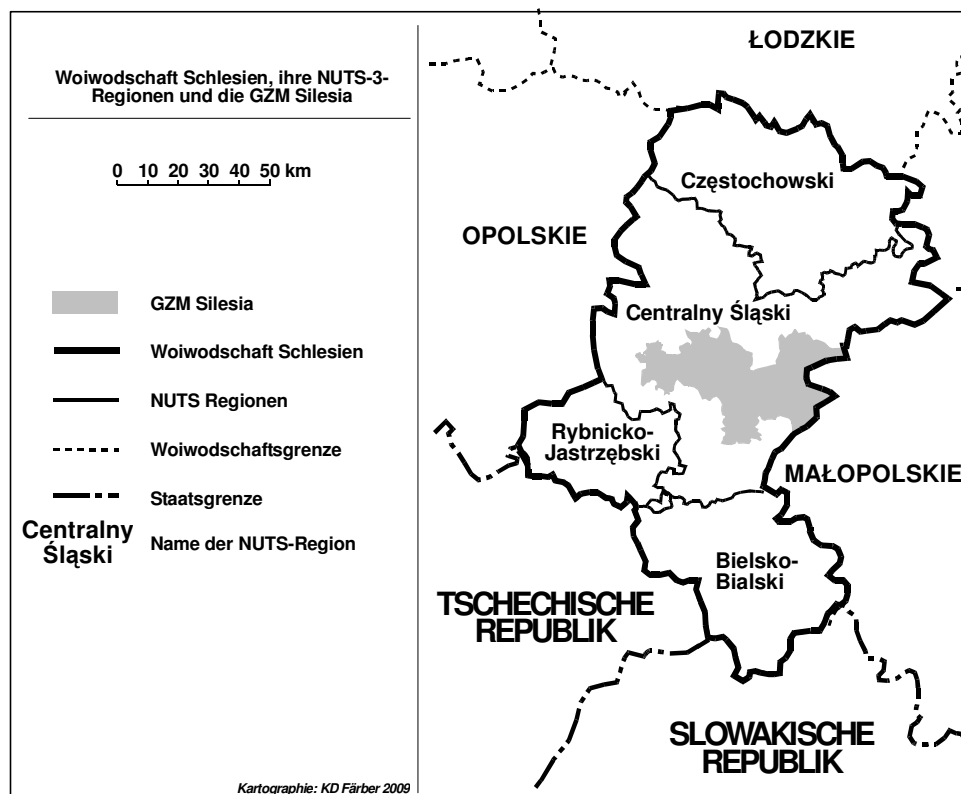 Woiwodschaft Schlesien, ihre NUTS-3-
Regionen und die GZM Silesia
0 10 20 30 40 50 km
GZM Silesia
Woiwodschaft Schlesien
NUTS Regionen
Woiwodschaftsgrenze
Staatsgrenze
Centralny
Śląski
Name der NUTS-Region
Kartographie: KD Färber 2009
ŁODZKIE
Częstochowski
OPOLSKIE
Centralny Śląski
Rybnicko-
Jastrzębski
MAŁOPOLSKIE
Bielsko-
Bialski
TSCHECHISCHE
REPUBLIK
SLOWAKISCHE
REPUBLIK